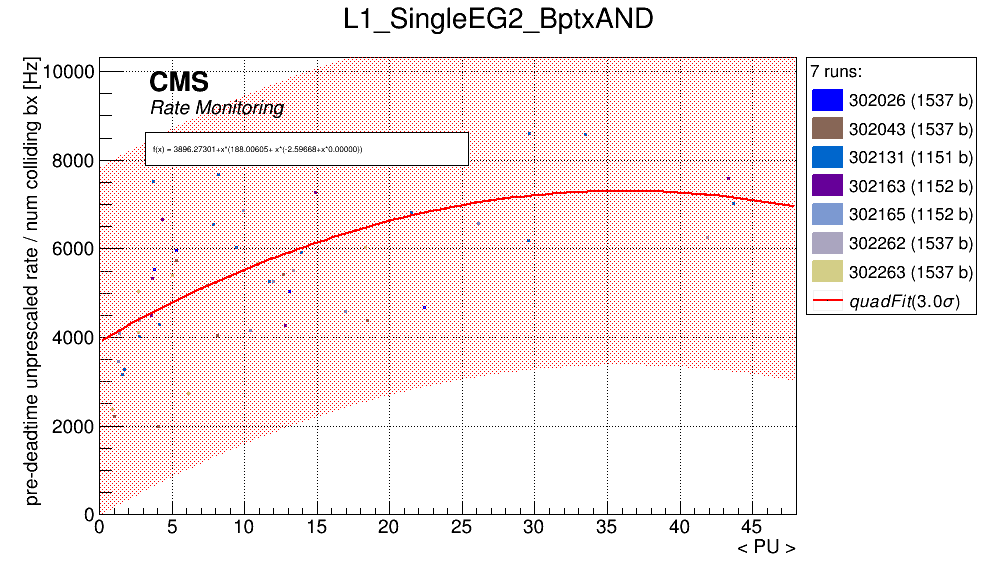 L1_SingleEG2_BptxAND
pre-deadtime unprescaled rate / num colliding bx [Hz]
10000
8000
6000
4000
2000
0
CMS
Rate Monitoring
f(x) = 3896.27301+x*(188.00605+ x*(-2.59668+x*0.00000))
0 5 10 15 20 25 30 35 40 45
< PU >
7 runs:
302026 (1537 b)
302043 (1537 b)
302131 (1151 b)
302163 (1152 b)
302165 (1152 b)
302262 (1537 b)
302263 (1537 b)
quadFit(3.0σ)